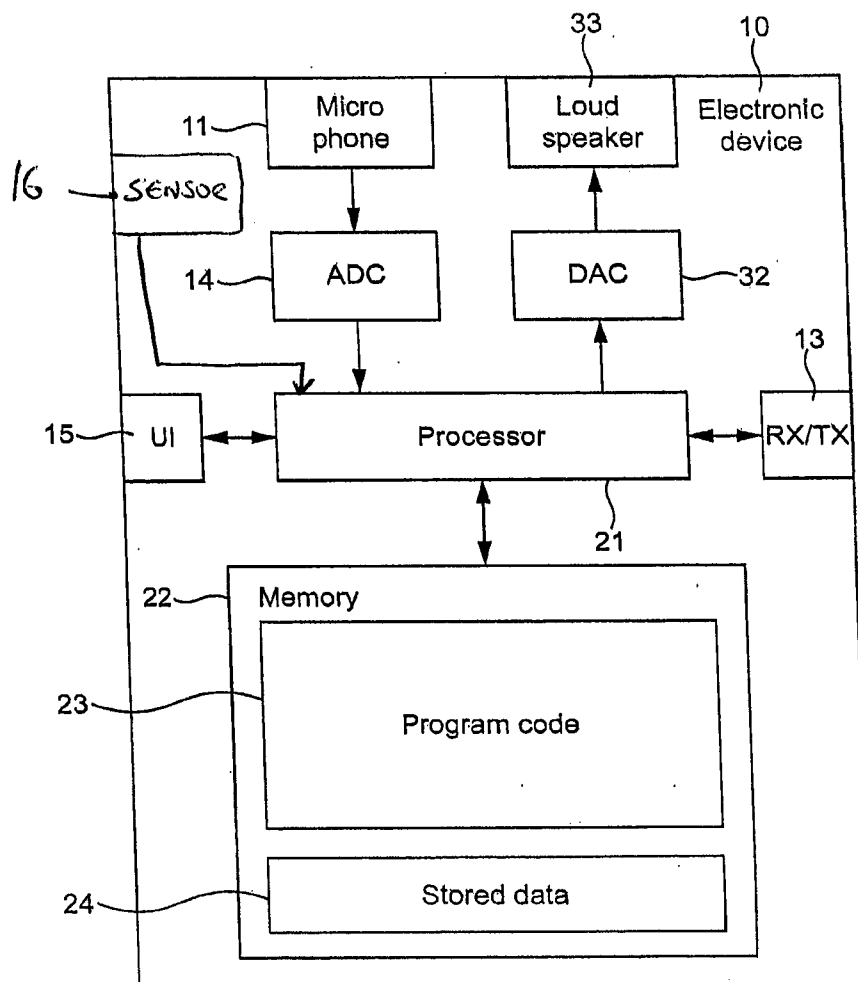 33
10
11
Micro
phone
Loud
speaker
Electronic
device
16
SENSOR
14
ADC
DAC
32
13
15
UI
Processor
RX/TX
21
22
Memory
23
Program code
24
Stored data